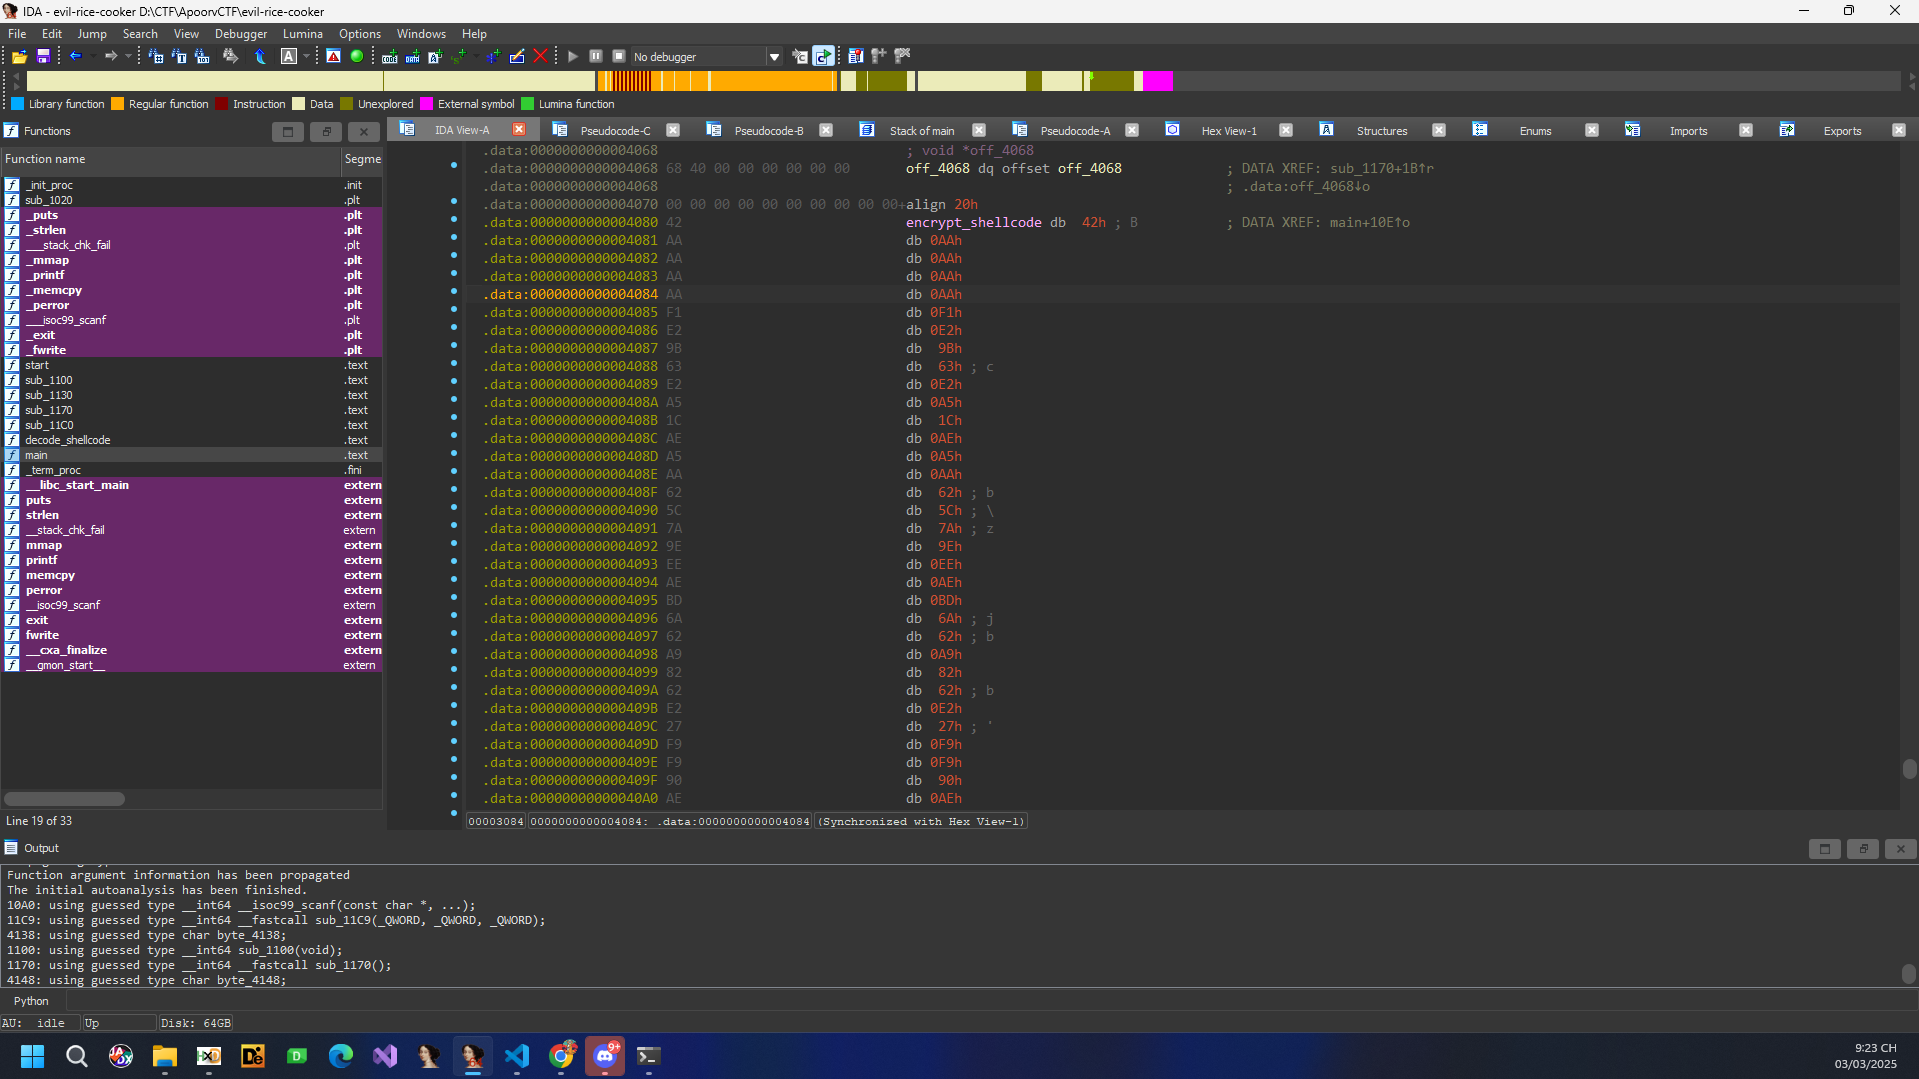 IDA - evil-rice-cooker D:\CTF\ApoorvCTF\evil-rice-cooker
File Edit Jump Search View Debugger Lumina Options Windows Help
No debugger
Library function Regular function Instruction Data Unexplored External symbol Lumina function
Functions
IDA View-A Pseudocode-C Pseudocode-B Stack of main Pseudocode-A Hex View-1 Structures Enums Imports Exports
Function name Segme
_init_proc .init
sub_1020 .plt
_puts .plt
_strlen .plt
___stack_chk_fail .plt
_mmap .plt
_printf .plt
_memcpy .plt
_perror .plt
___isoc99_scanf .plt
_exit .plt
_fwrite .plt
start .text
sub_1100 .text
sub_1130 .text
sub_1170 .text
sub_11C0 .text
decode_shellcode .text
main .text
_term_proc .fini
__libc_start_main extern
puts extern
strlen extern
__stack_chk_fail extern
mmap extern
printf extern
memcpy extern
perror extern
__isoc99_scanf extern
exit extern
fwrite extern
__cxa_finalize extern
__gmon_start__ extern
Line 19 of 33
.data:0000000000004068 ; void *off_4068
.data:0000000000004068 68 40 00 00 00 00 00 00 off_4068 dq offset off_4068 ; DATA XREF: sub_1170+1B↑r
.data:0000000000004068 ; .data:off_4068↓o
.data:0000000000004070 00 00 00 00 00 00 00 00 00 00+align 20h
.data:0000000000004080 42 encrypt_shellcode db 42h ; B ; DATA XREF: main+10E↑o
.data:0000000000004081 AA db 0AAh
.data:0000000000004082 AA db 0AAh
.data:0000000000004083 AA db 0AAh
.data:0000000000004084 AA db 0AAh
.data:0000000000004085 F1 db 0F1h
.data:0000000000004086 E2 db 0E2h
.data:0000000000004087 9B db 9Bh
.data:0000000000004088 63 db 63h ; c
.data:0000000000004089 E2 db 0E2h
.data:000000000000408A A5 db 0A5h
.data:000000000000408B 1C db 1Ch
.data:000000000000408C AE db 0AEh
.data:000000000000408D A5 db 0A5h
.data:000000000000408E AA db 0AAh
.data:000000000000408F 62 db 62h ; b
.data:0000000000004090 5C db 5Ch ; \
.data:0000000000004091 7A db 7Ah ; z
.data:0000000000004092 9E db 9Eh
.data:0000000000004093 EE db 0EEh
.data:0000000000004094 AE db 0AEh
.data:0000000000004095 BD db 0BDh
.data:0000000000004096 6A db 6Ah ; j
.data:0000000000004097 62 db 62h ; b
.data:0000000000004098 A9 db 0A9h
.data:0000000000004099 82 db 82h
.data:000000000000409A 62 db 62h ; b
.data:000000000000409B E2 db 0E2h
.data:000000000000409C 27 db 27h ; '
.data:000000000000409D F9 db 0F9h
.data:000000000000409E F9 db 0F9h
.data:000000000000409F 90 db 90h
.data:00000000000040A0 AE db 0AEh
00003084 0000000000004084: .data:0000000000004084 (Synchronized with Hex View-1)
Output
Function argument information has been propagated
The initial autoanalysis has been finished.
10A0: using guessed type __int64 __isoc99_scanf(const char *, ...);
11C9: using guessed type __int64 __fastcall sub_11C9(_QWORD, _QWORD, _QWORD);
4138: using guessed type char byte_4138;
1100: using guessed type __int64 sub_1100(void);
1170: using guessed type __int64 __fastcall sub_1170();
4148: using guessed type char byte_4148;
Python
AU: idle Up Disk: 64GB
9:23 CH
03/03/2025